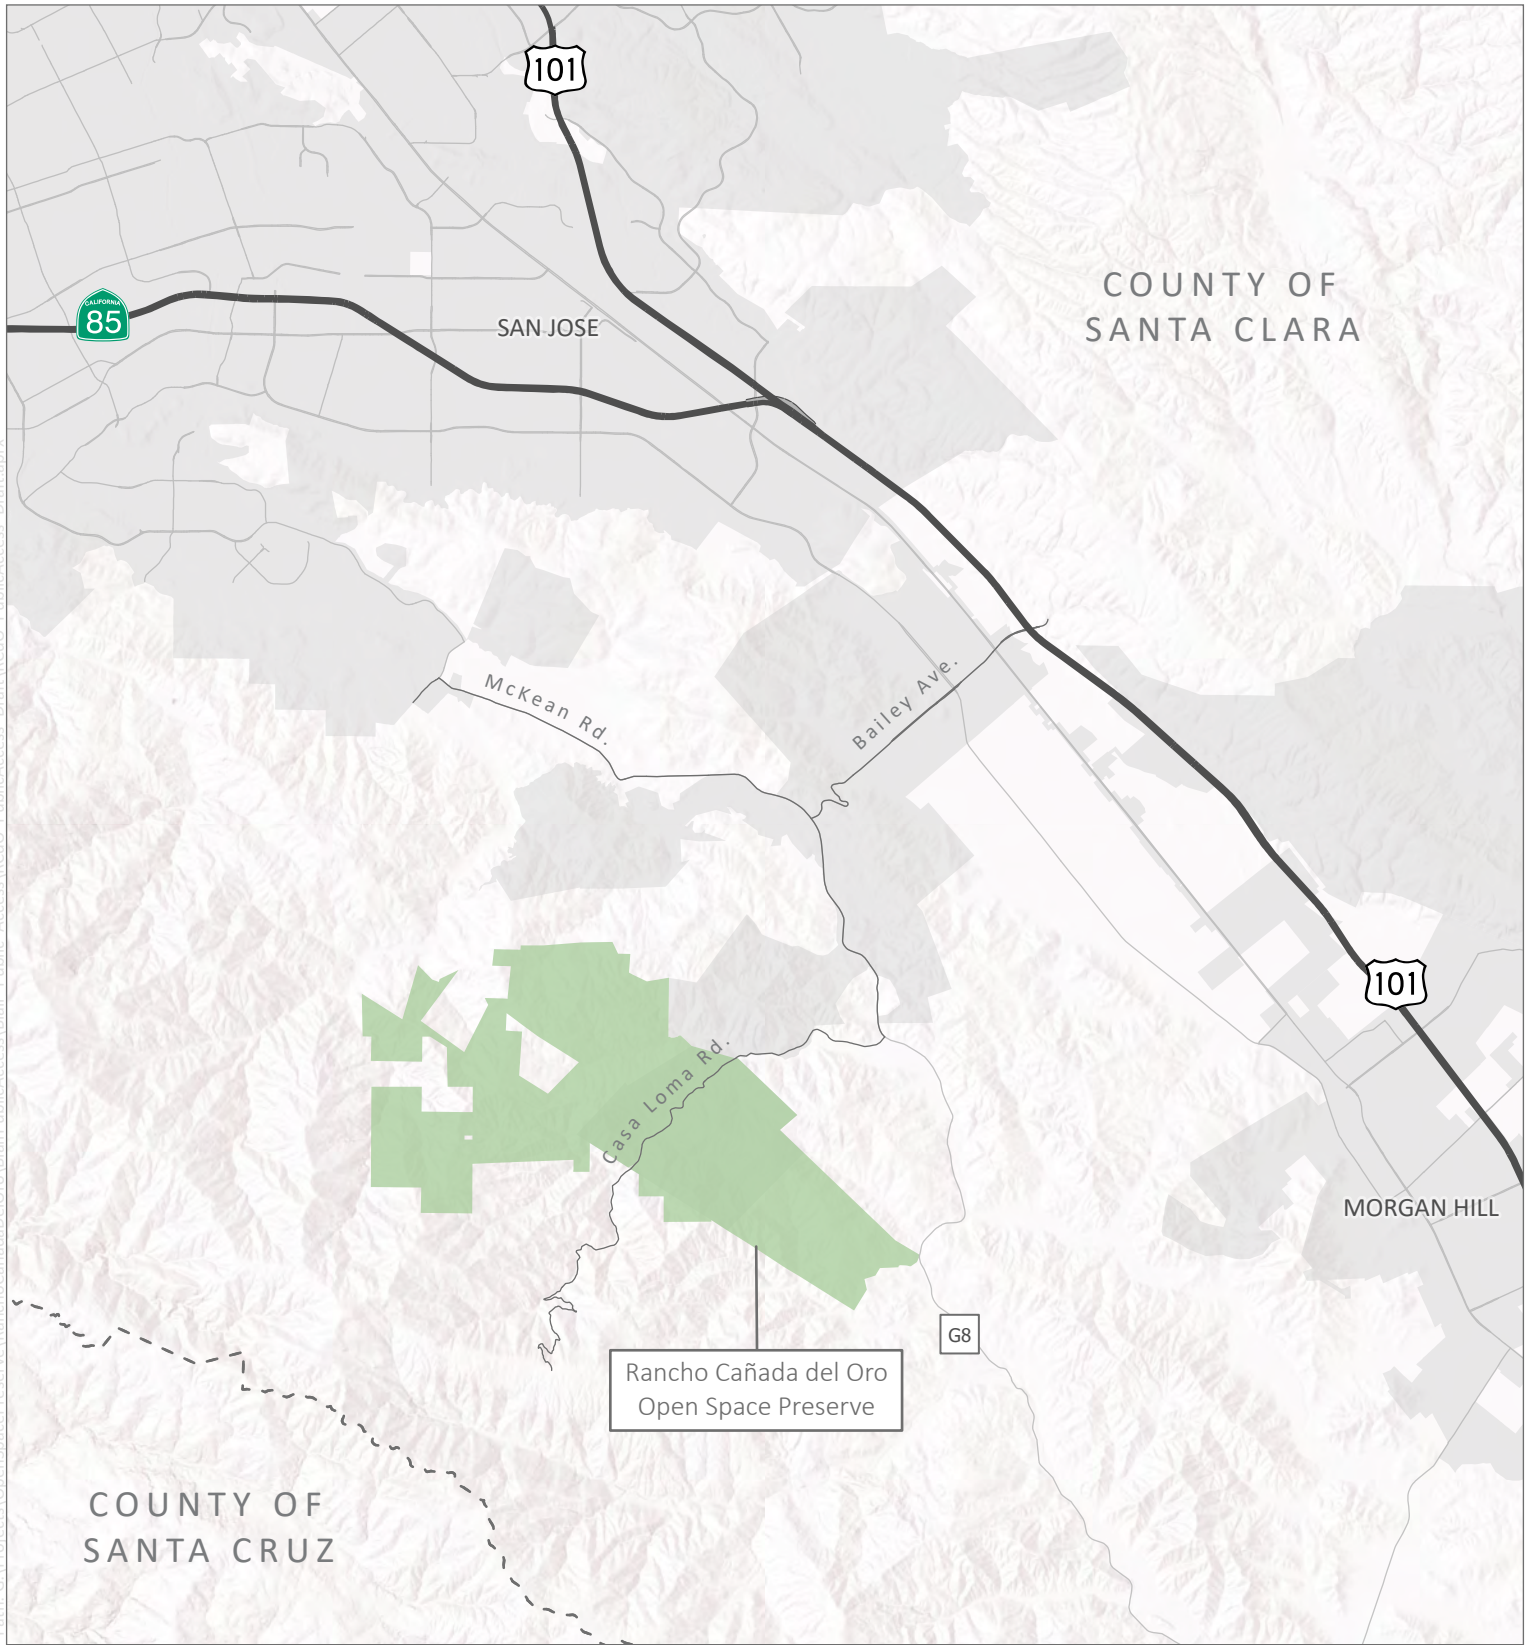 101
COUNTY OF
SANTA CLARA
CALIFORNIA
85
SAN JOSE
McKean Rd.
Bailey Ave.
101
Casa Loma Rd.
MORGAN HILL
G8
Rancho Cañada del Oro
Open Space Preserve
COUNTY OF
SANTA CRUZ